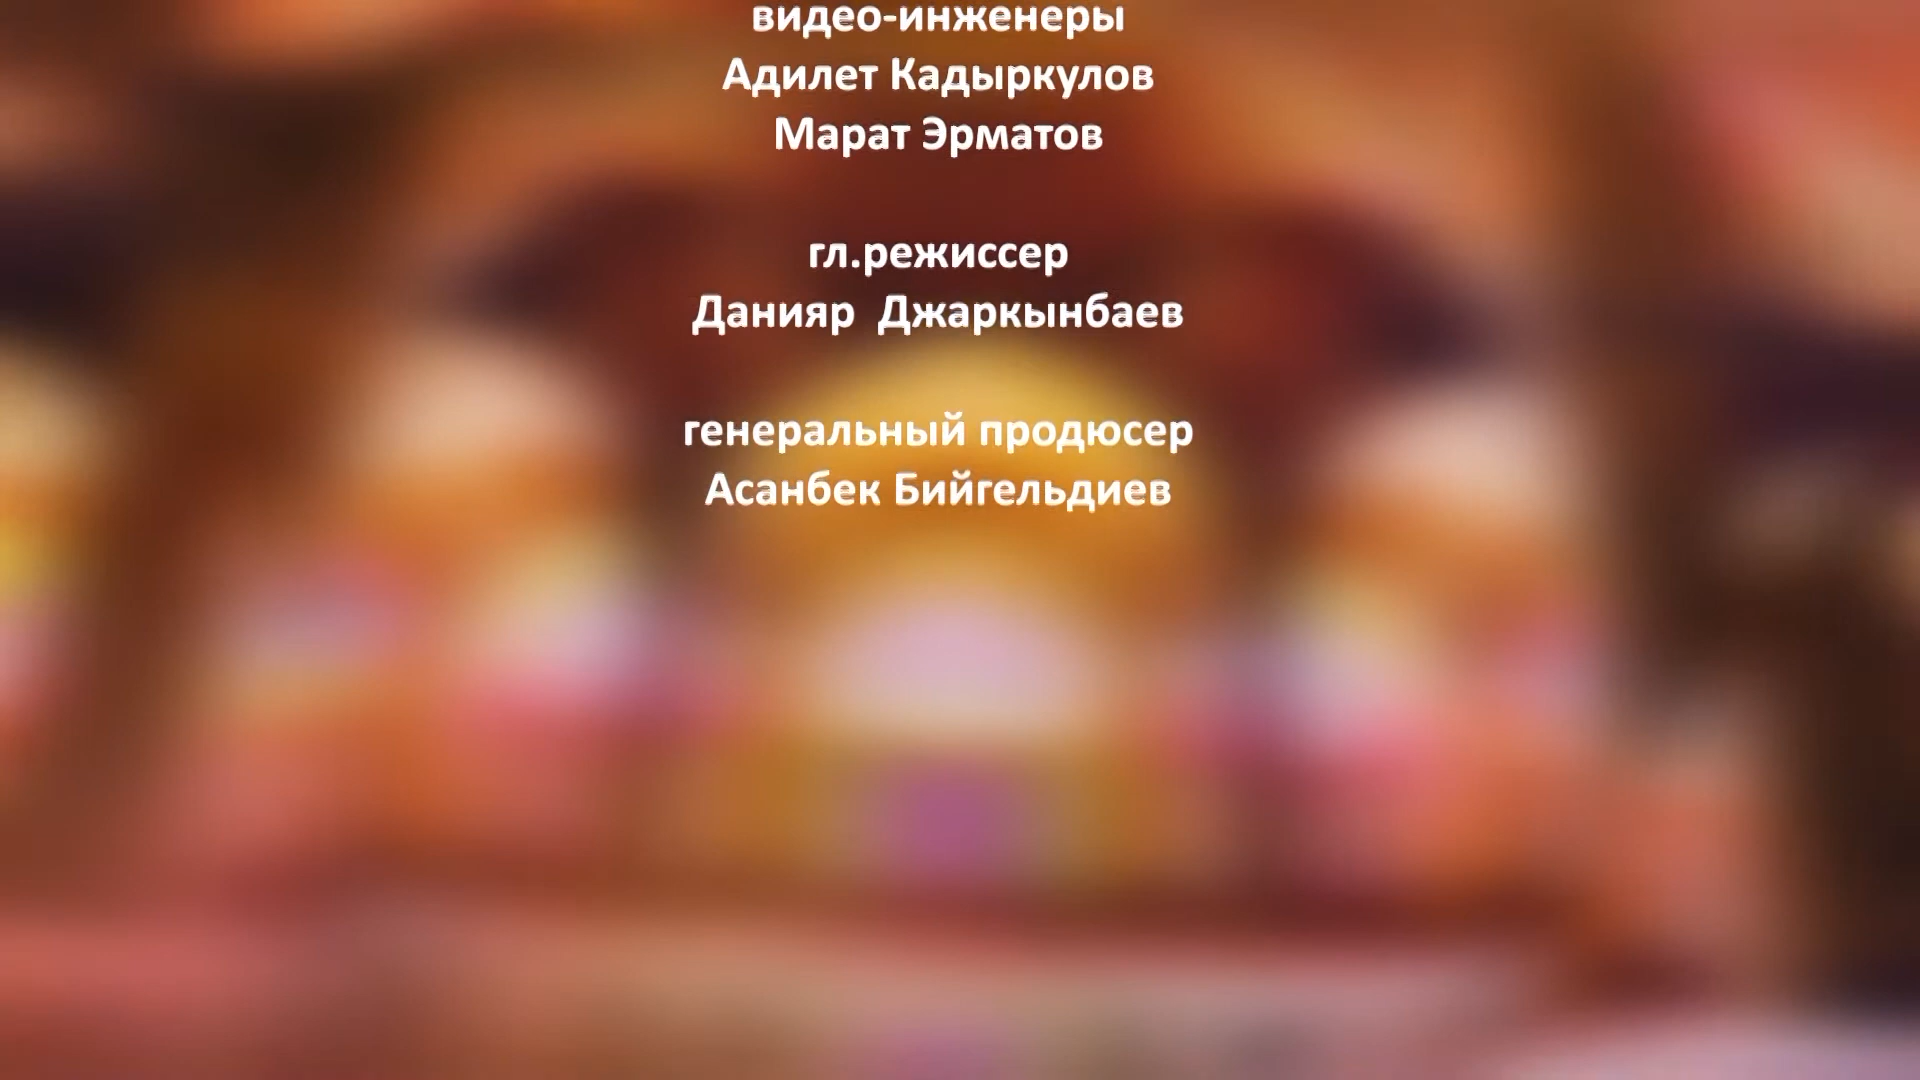 видео-инженеры
Адилет Кадыркулов
Марат Эрматов
гл.режиссер
Данияр Джаркынбаев
генеральный продюсер
Асанбек Бийгельдиев